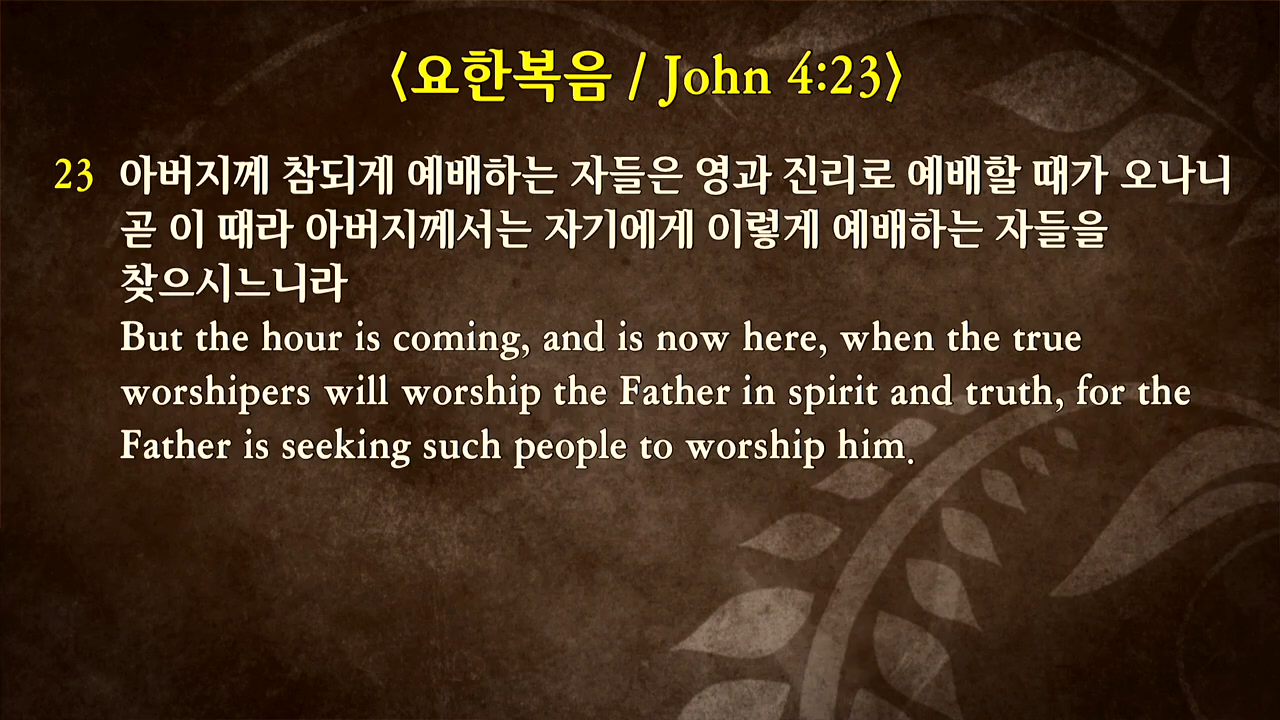 〈요한복음 / John 4:23〉
23 아버지께 참되게 예배하는 자들은 영과 진리로 예배할 때가 오나니
곧 이 때라 아버지께서는 자기에게 이렇게 예배하는 자들을
찾으시느니라
But the hour is coming, and is now here, when the true
worshipers will worship the Father in spirit and truth, for the
Father is seeking such people to worship him.